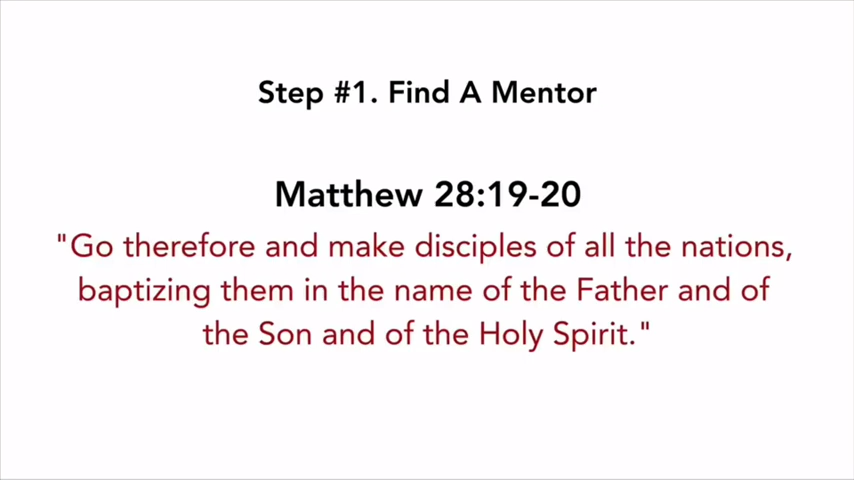 Step #1. Find A Mentor
Matthew 28:19-20
"Go therefore and make disciples of all the nations,
baptizing them in the name of the Father and of
the Son and of the Holy Spirit."